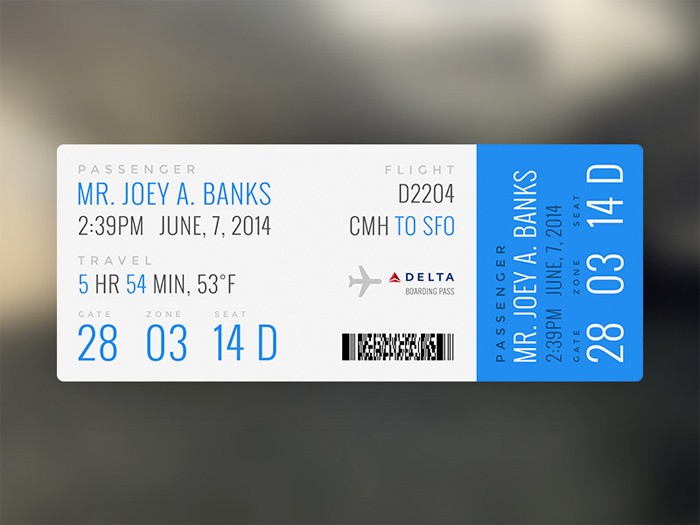 PASSENGER
MR. JOEY A. BANKS
2:39PM JUNE, 7, 2014
TRAVEL
5 HR 54 MIN, 53°F
GATE ZONE SEAT
28 03 14 D
FLIGHT
D2204
CMH TO SFO
DELTA
BOARDING PASS
PASSENGER
MR. JOEY A. BANKS
2:39PM JUNE, 7, 2014
GATE ZONE SEAT
28 03 14 D